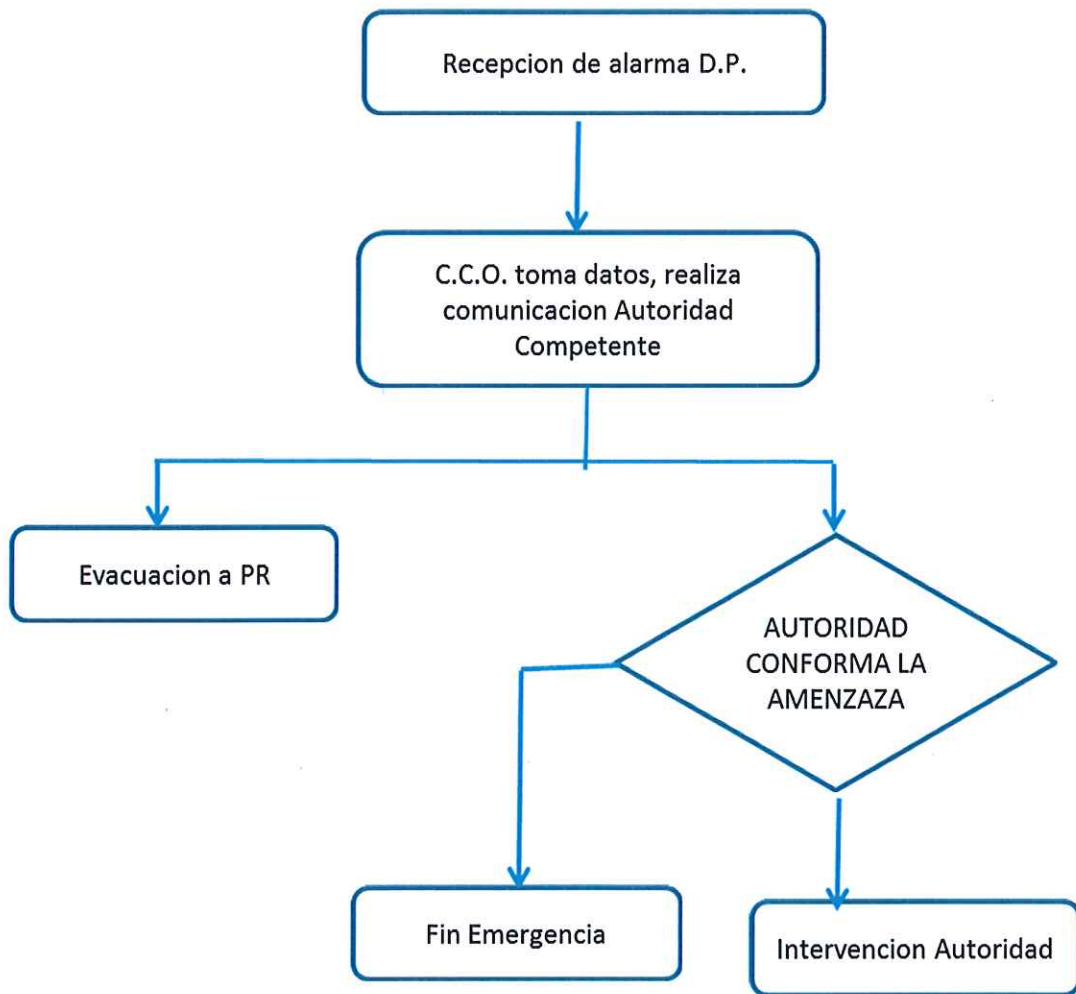 Recepcion de alarma D.P.
C.C.O. toma datos, realiza
comunicacion Autoridad
Competente
Evacuacion a PR
AUTORIDAD
CONFORMA LA
AMENZAZA
Fin Emergencia
Intervencion Autoridad